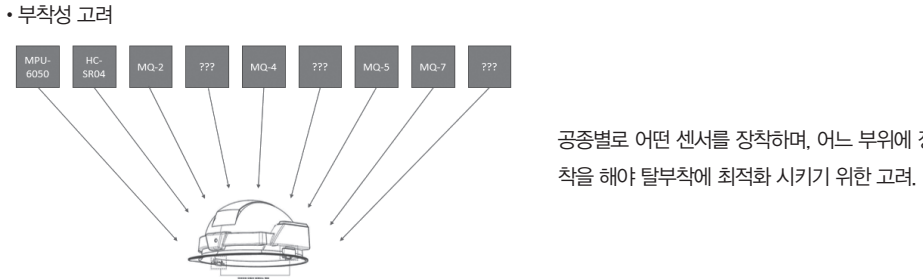 • 부착성 고려
MPU-
6050
HC-
SR04
MQ-2
???
MQ-4
???
MQ-5
MQ-7
???
공종별로 어떤 센서를 장착하며, 어느 부위에
착을 해야 탈부착에 최적화 시키기 위한 고려.